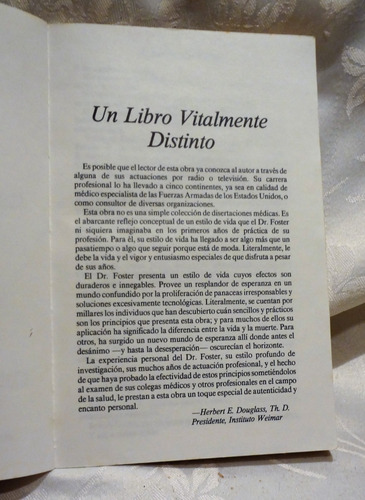 Un Libro Vitalmente
Distinto
Es posible que el lector de esta obra ya conozca al autor a través de
alguna de sus actuaciones por radio o televisión. Su carrera
profesional lo ha llevado a cinco continentes, ya sea en calidad de
médico especialista de las Fuerzas Armadas de los Estados Unidos, o
como consultor de diversas organizaciones.
Esta obra no es una simple colección de disertaciones médicas. Es
el abarcante reflejo conceptual de un estilo de vida que el Dr. Foster
ni siquiera imaginaba en los primeros años de práctica de su
profesión. Para él, su estilo de vida ha llegado a ser algo más que un
pasatiempo o algo que seguir porque está de moda. Literalmente, le
debe la vida y el vigor y entusiasmo especiales de que disfruta a pesar
de sus años.
El Dr. Foster presenta un estilo de vida cuyos efectos son
duraderos e innegables. Provee un resplandor de esperanza en un
mundo confundido por la proliferación de panaceas irresponsables y
soluciones excesivamente tecnológicas. Literalmente, se cuentan por
millares los individuos que han descubierto cuán sencillos y prácticos
son los principios que presenta esta obra; y para muchos de ellos su
aplicación ha significado la diferencia entre la vida y la muerte. Para
otros, ha surgido un nuevo mundo de esperanza allí donde antes el
desánimo —y hasta la desesperación— oscurecían el horizonte.
La experiencia personal del Dr. Foster, su estilo profundo de
investigación, sus muchos años de actuación profesional, y el hecho
de que haya probado la efectividad de estos principios sometiéndolos
al examen de sus colegas médicos y otros profesionales en el campo
de la salud, le prestan a esta obra un toque especial de autenticidad y
encanto personal.
—Herbert E. Douglass, Th. D.
Presidente, Instituto Weimar